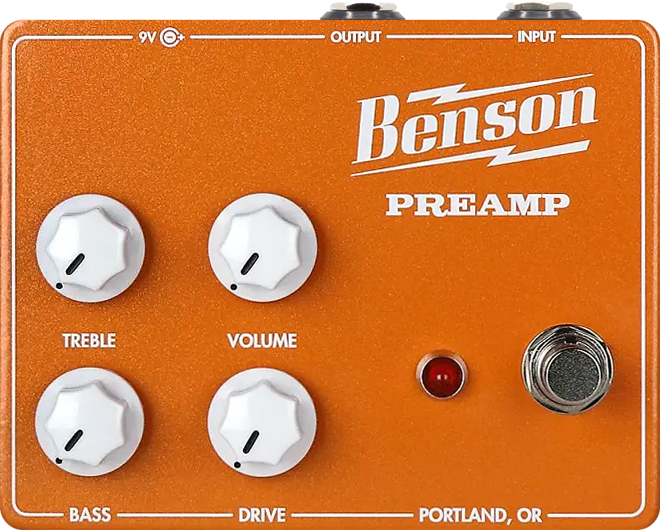 9V OUTPUT INPUT
Benson
PREAMP
TREBLE VOLUME
BASS DRIVE PORTLAND, OR